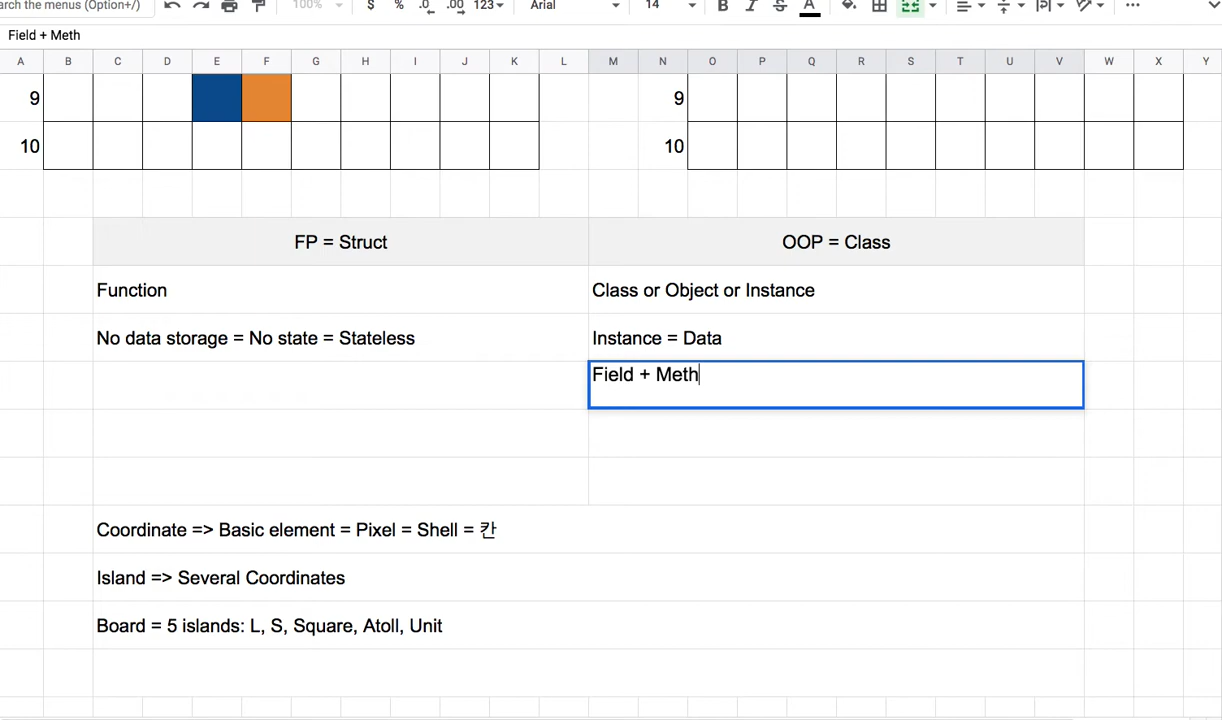 arch the menus (Option+/) 100% $ % .0 .00 123 Arial 14 B I S A
Field + Meth
A B C D E F G H I J K L M N O P Q R S T U V W X Y
9 9
10 10
FP = Struct OOP = Class
Function Class or Object or Instance
No data storage = No state = Stateless Instance = Data
Field + Meth
Coordinate => Basic element = Pixel = Shell = 칸
Island => Several Coordinates
Board = 5 islands: L, S, Square, Atoll, Unit